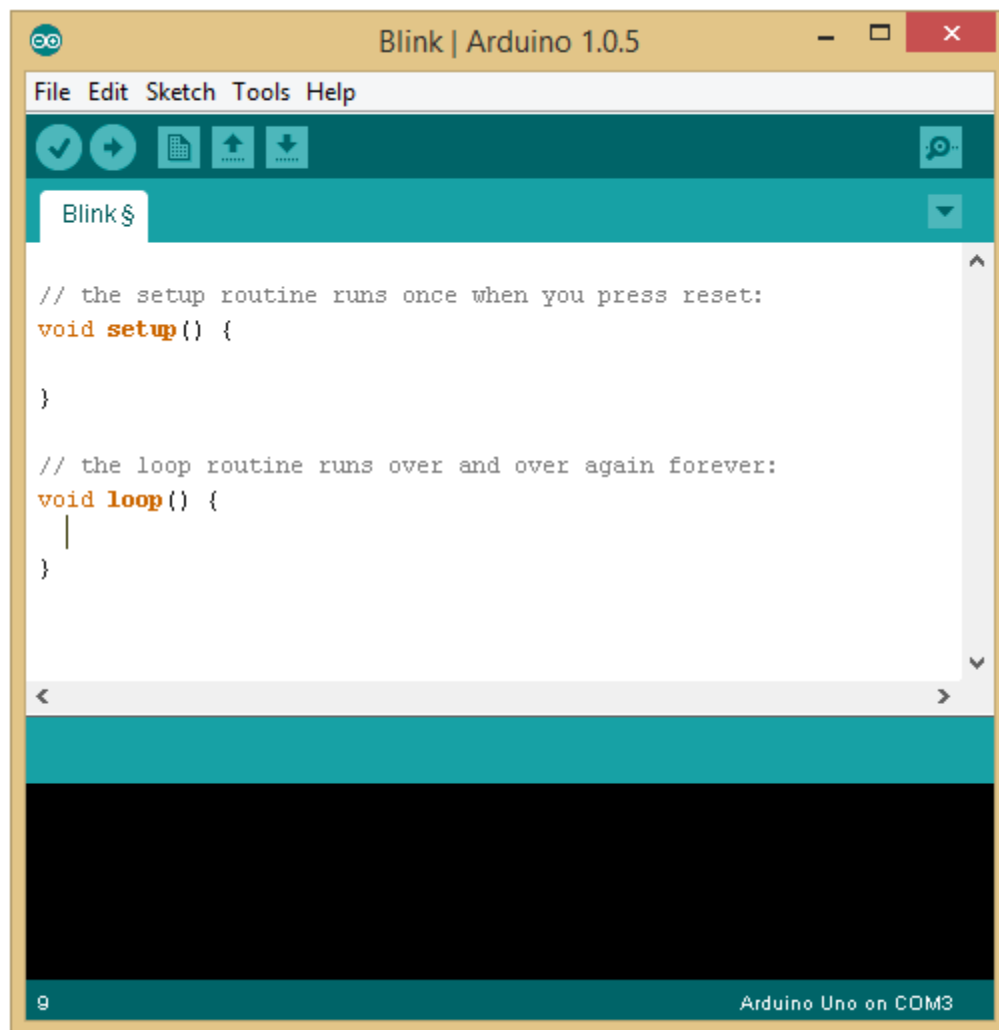 Blink | Arduino 1.0.5
File Edit Sketch Tools Help
Blink§
// the setup routine runs once when you press reset:
void setup() {
}
// the loop routine runs over and over again forever:
void loop() {
}
9
Arduino Uno on COM3